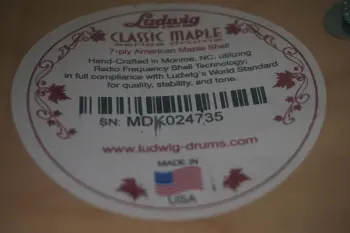 Ludwig
CLASSIC MAPLE
SERIES DRUMS
7-ply American Maple Shell
Hand-Crafted in Monroe, NC, utilizing
Radio Frequency Shell Technology;
in full compliance with Ludwig's World Standard
for quality, stability, and tone.
SN: MDK024735
www.ludwig-drums.com
MADE IN
USA